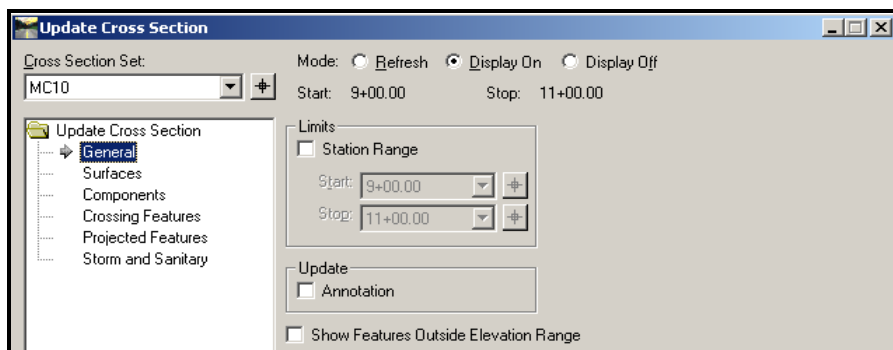 Update Cross Section
Cross Section Set:
MC10
Mode: Refresh Display On Display Off
Start: 9+00.00 Stop: 11+00.00
Update Cross Section
General
Surfaces
Components
Crossing Features
Projected Features
Storm and Sanitary
Limits
Station Range
Start: 9+00.00
Stop: 11+00.00
Update
Annotation
Show Features Outside Elevation Range